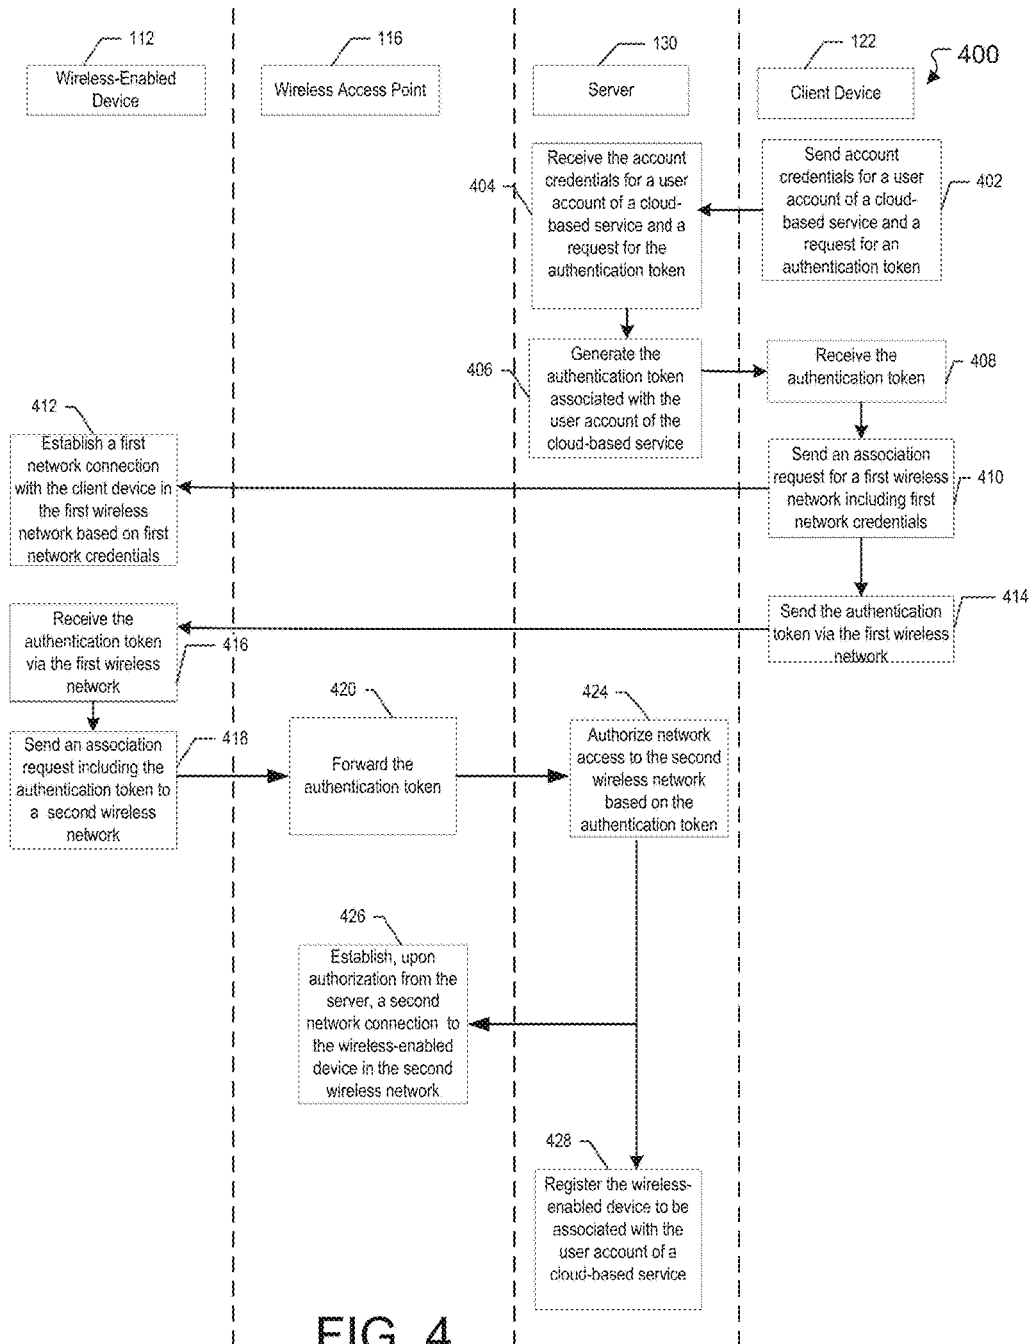 112
116
130
122
400
Wireless-Enabled
Device
Wireless Access Point
Server
Client Device
404
Receive the account
credentials for a user
account of a cloud-
based service and a
request for the
authentication token
Send account
credentials for a user
account of a cloud-
based service and a
request for an
authentication token
402
406
Generate the
authentication token
associated with the
user account of the
cloud-based service
Receive the
authentication token
408
412
Establish a first
network connection
with the client device in
the first wireless
network based on first
network credentials
Send an association
request for a first wireless
network including first
network credentials
410
Receive the
authentication token
via the first wireless
network
416
Send the authentication
token via the first wireless
network
414
Send an association
request including the
authentication token to
a second wireless
network
418
420
Forward the
authentication token
424
Authorize network
access to the second
wireless network
based on the
authentication token
426
Establish, upon
authorization from the
server, a second
network connection to
the wireless-enabled
device in the second
wireless network
428
Register the wireless-
enabled device to be
associated with the
user account of a
cloud-based service
FIG. 4